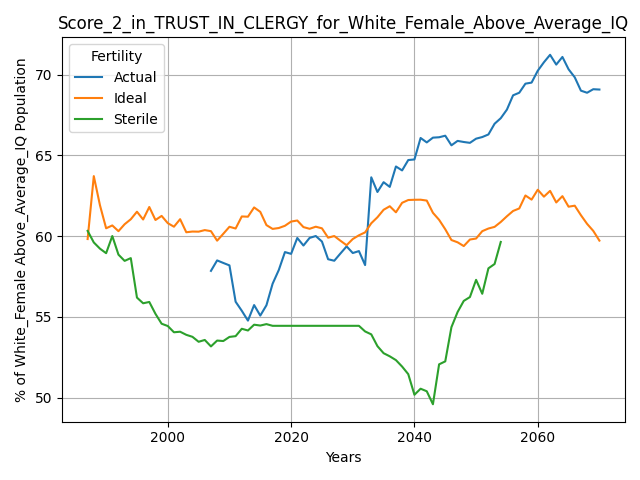 Score_2_in_TRUST_IN_CLERGY_for_White_Female_Above_Average_IQ
Fertility
Actual
Ideal
Sterile
% of White_Female Above_Average_IQ Population
70
65
60
55
50
2000
2020
2040
2060
Years